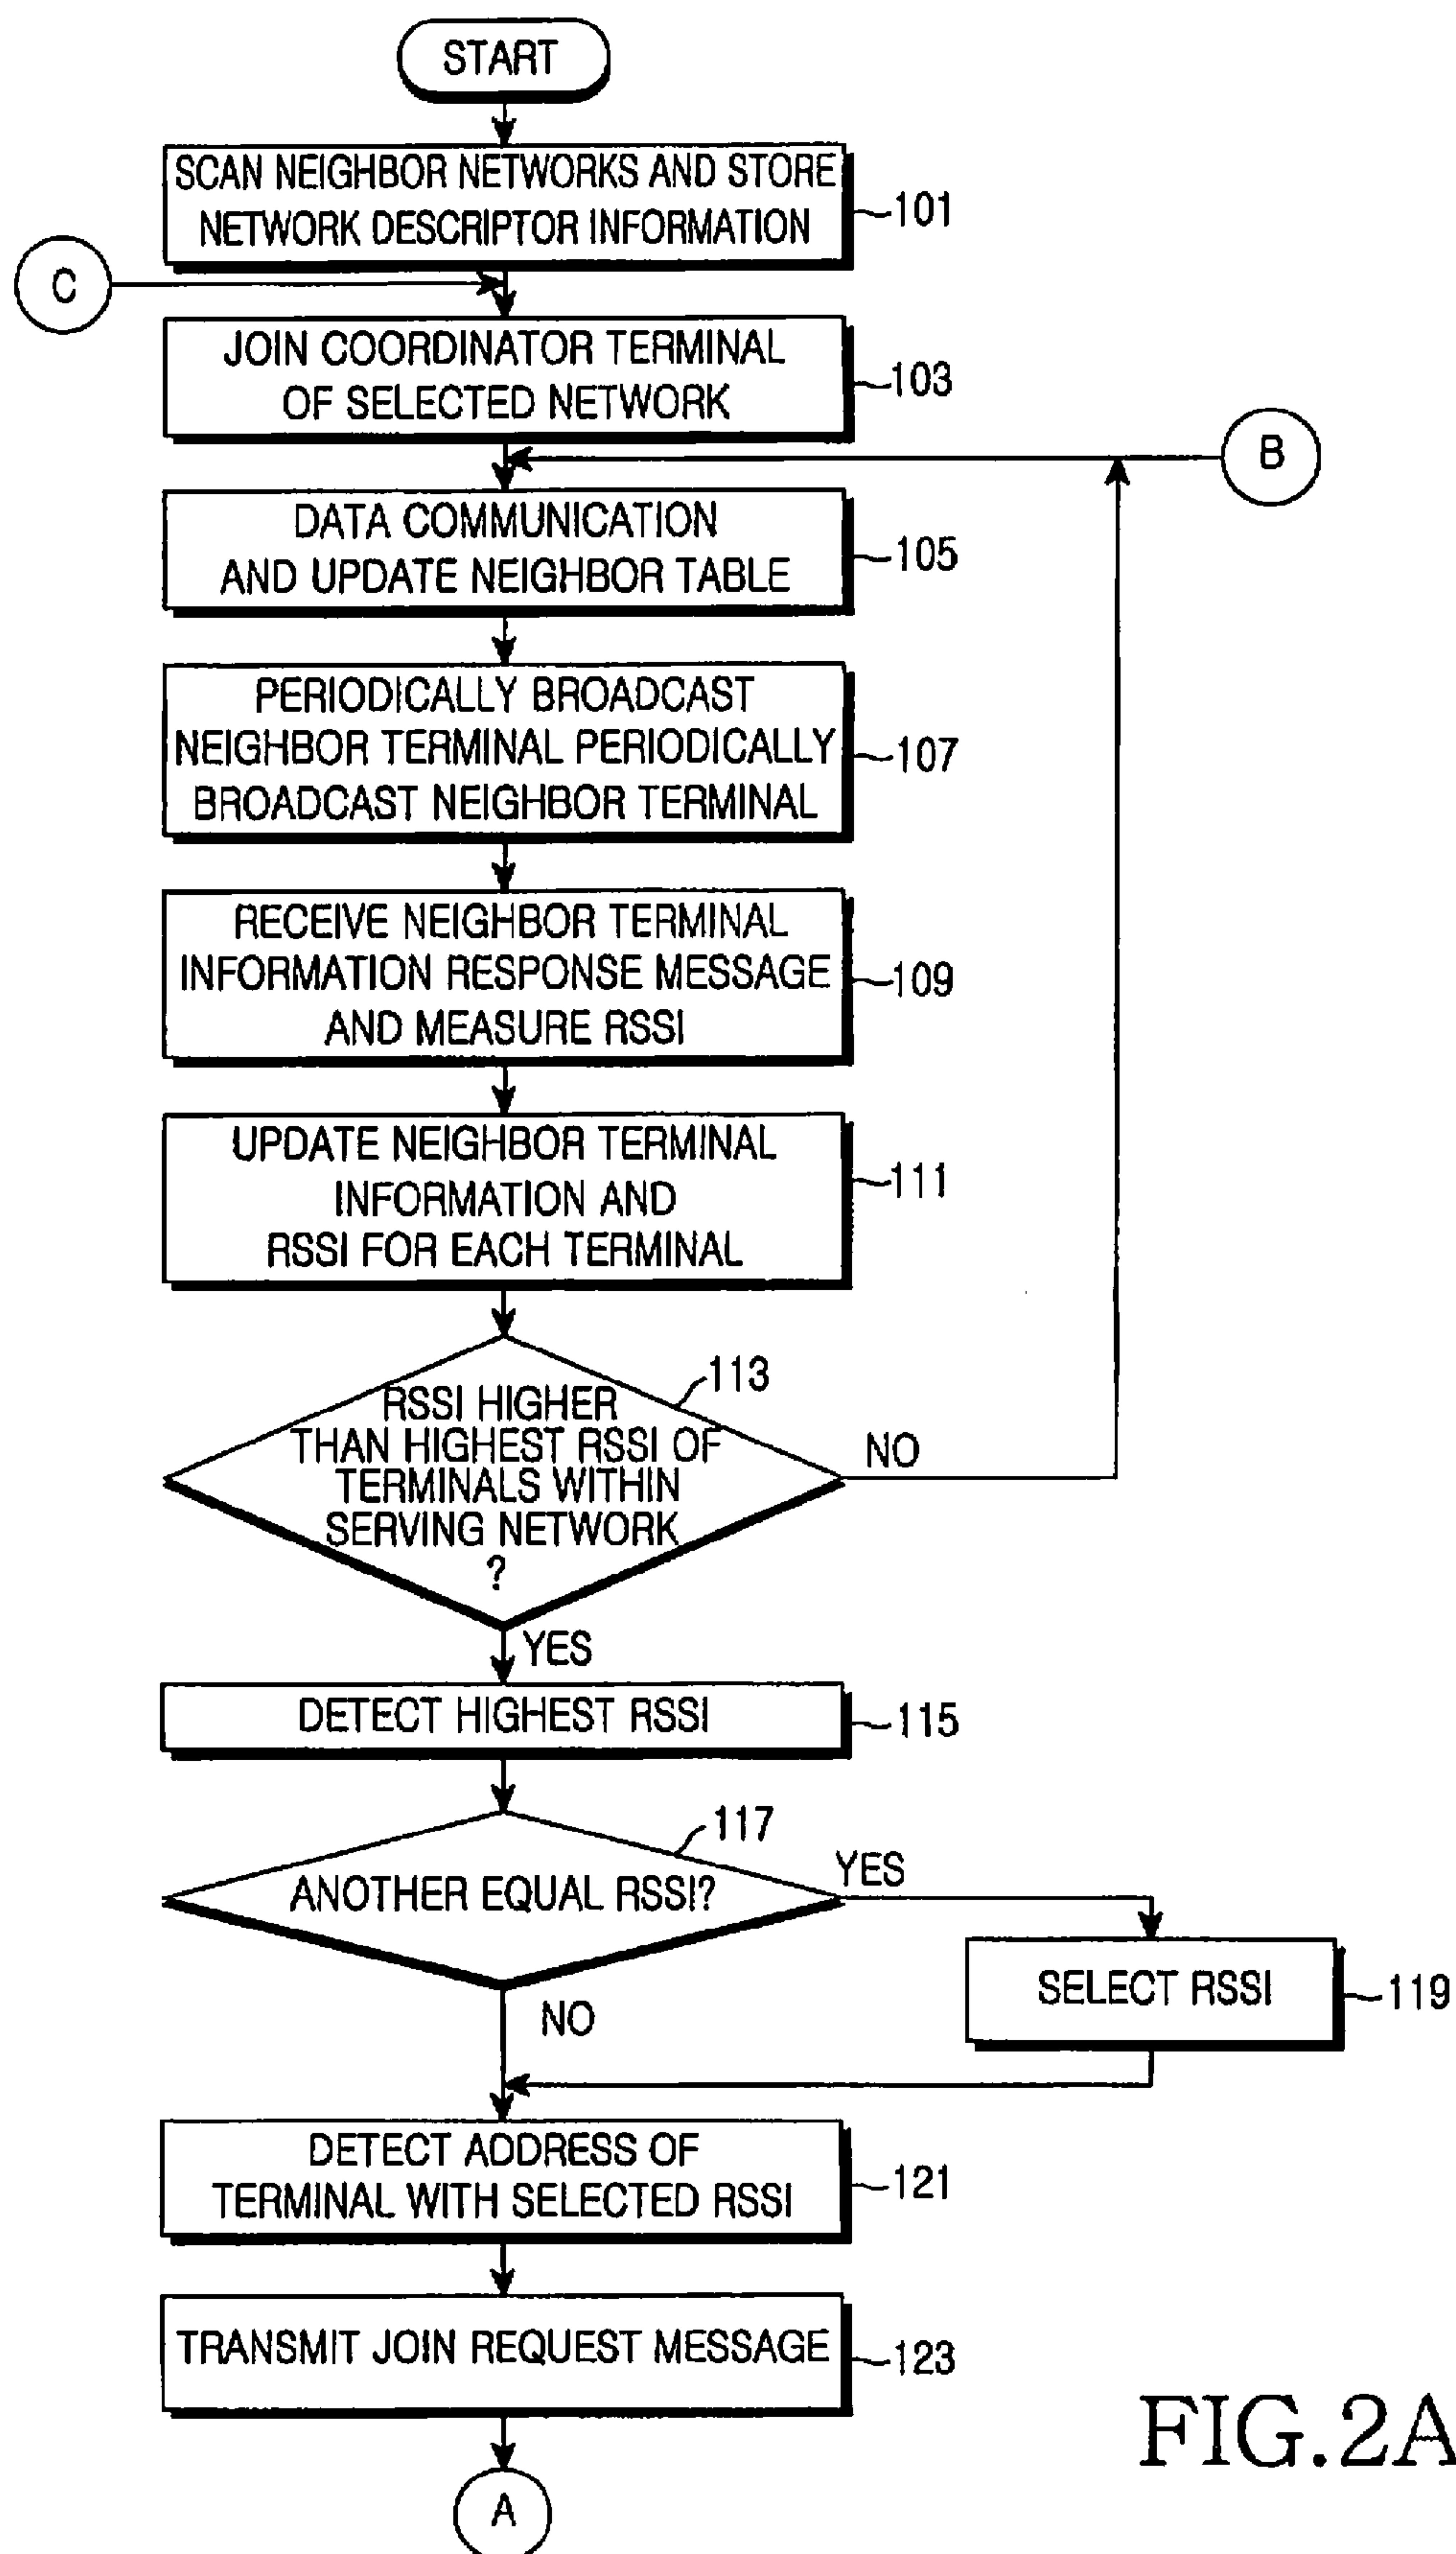 START
SCAN NEIGHBOR NETWORKS AND STORE
NETWORK DESCRIPTOR INFORMATION
101
C
JOIN COORDINATOR TERMINAL
OF SELECTED NETWORK
103
B
DATA COMMUNICATION
AND UPDATE NEIGHBOR TABLE
105
PERIODICALLY BROADCAST
NEIGHBOR TERMINAL PERIODICALLY
BROADCAST NEIGHBOR TERMINAL
107
RECEIVE NEIGHBOR TERMINAL
INFORMATION RESPONSE MESSAGE
AND MEASURE RSSI
109
UPDATE NEIGHBOR TERMINAL
INFORMATION AND
RSSI FOR EACH TERMINAL
111
113
RSSI HIGHER
THAN HIGHEST RSSI OF
TERMINALS WITHIN
SERVING NETWORK
?
NO
YES
DETECT HIGHEST RSSI
115
117
ANOTHER EQUAL RSSI?
YES
SELECT RSSI
119
NO
DETECT ADDRESS OF
TERMINAL WITH SELECTED RSSI
121
TRANSMIT JOIN REQUEST MESSAGE
123
A
FIG.2A